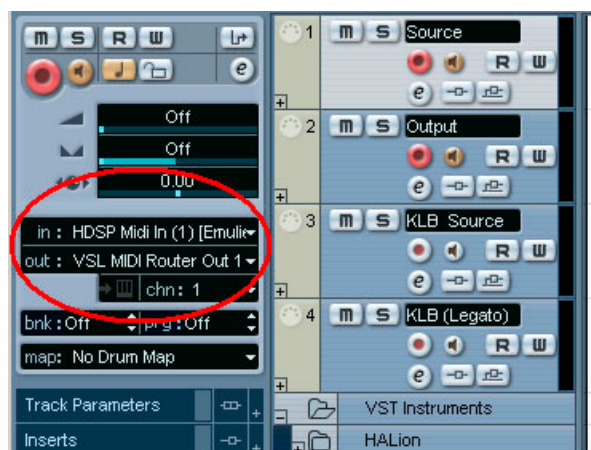 m S R W
e
Off
Off
0.00
in : HDSP Midi In (1) [Emulie
out : VSL MIDI Router Out 1
chn: 1
bnk :Off prg :Off
map: No Drum Map
Track Parameters +
Inserts +
1 m S Source
R W
+ e
2 m S Output
R W
+ e
3 m S KLB Source
R W
+ e
4 m S KLB (Legato)
R W
+ e
VST Instruments
HALion